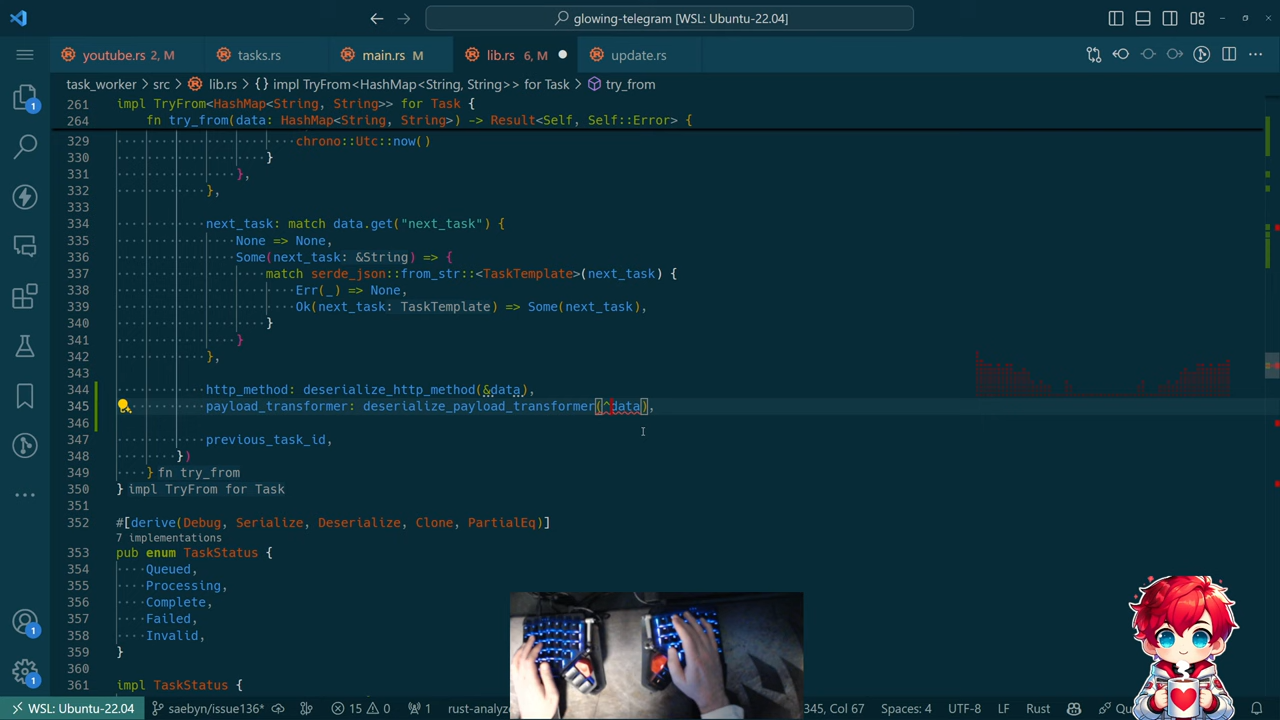 glowing-telegram [WSL: Ubuntu-22.04]
youtube.rs 2, M
tasks.rs
main.rs M
lib.rs 6, M
update.rs
task_worker > src > lib.rs > {} impl TryFrom<HashMap<String, String>> for Task > try_from
261 impl TryFrom<HashMap<String, String>> for Task {
264 fn try_from(data: HashMap<String, String>) -> Result<Self, Self::Error> {
329 chrono::Utc::now()
330 }
331 },
332 },
333
334 next_task: match data.get("next_task") {
335 None => None,
336 Some(next_task: &String) => {
337 match serde_json::from_str::<TaskTemplate>(next_task) {
338 Err(_) => None,
339 Ok(next_task: TaskTemplate) => Some(next_task),
340 }
341 }
342 },
343
344 http_method: deserialize_http_method(&data),
345 payload_transformer: deserialize_payload_transformer(^data),
346
347 previous_task_id,
348 })
349 } fn try_from
350 } impl TryFrom for Task
351
352 #[derive(Debug, Serialize, Deserialize, Clone, PartialEq)]
7 implementations
353 pub enum TaskStatus {
354 Queued,
355 Processing,
356 Complete,
357 Failed,
358 Invalid,
359 }
360
361 impl TaskStatus {
1
1
1
WSL: Ubuntu-22.04 saebyn/issue136* 15 0 1 rust-analyz 345, Col 67 Spaces: 4 UTF-8 LF Rust